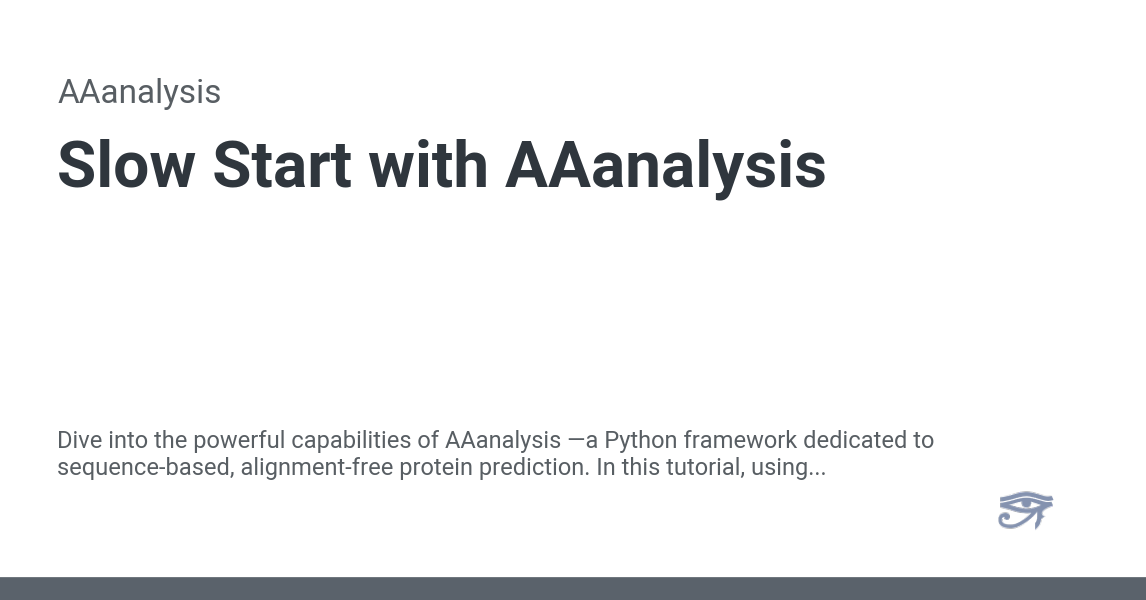 AAanalysis
Slow Start with AAanalysis
Dive into the powerful capabilities of AAanalysis —a Python framework dedicated to
sequence-based, alignment-free protein prediction. In this tutorial, using...